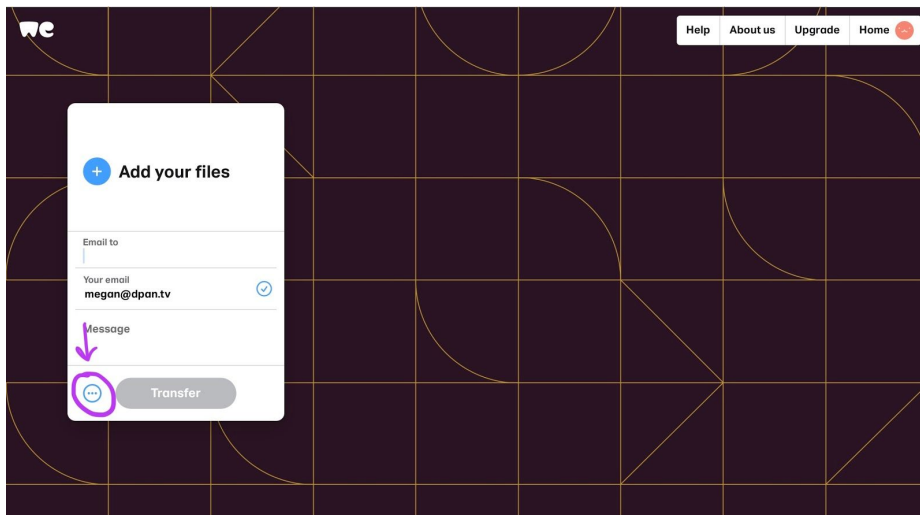 we
Help About us Upgrade Home
Add your files
Email to
Your email
megan@dpan.tv
Message
Transfer